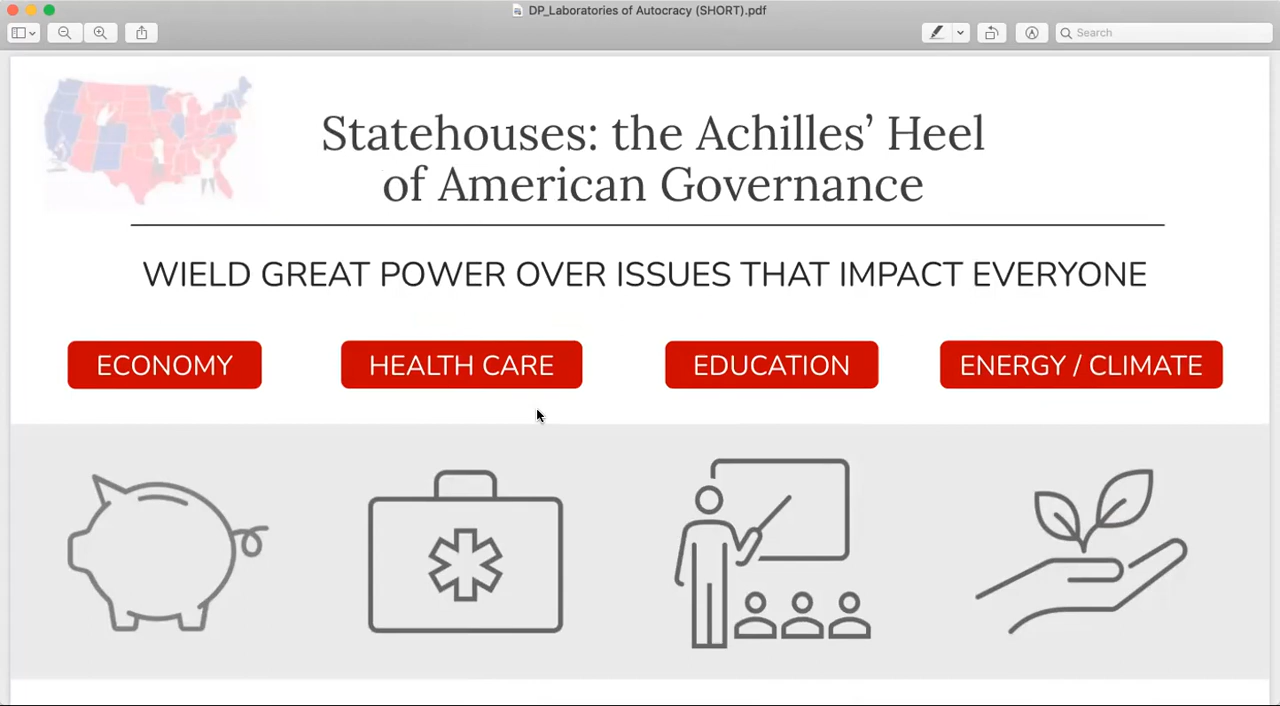 DP_Laboratories of Autocracy (SHORT).pdf
Search
Statehouses: the Achilles’ Heel
of American Governance
WIELD GREAT POWER OVER ISSUES THAT IMPACT EVERYONE
ECONOMY
HEALTH CARE
EDUCATION
ENERGY / CLIMATE